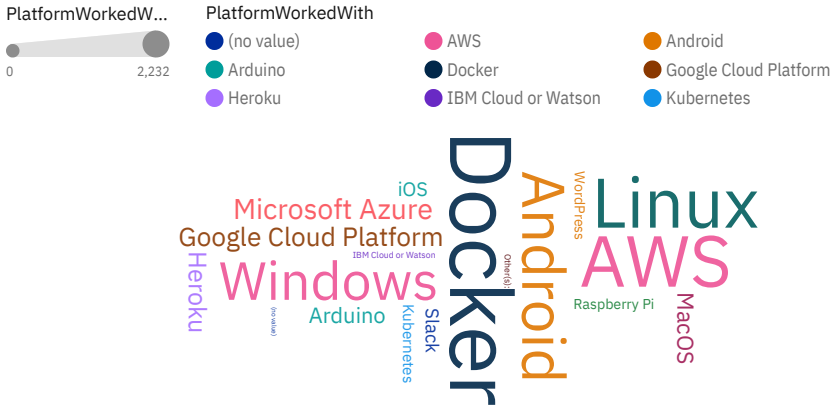 PlatformWorkedW...
0
2,232
PlatformWorkedWith
(no value)
AWS
Android
Arduino
Docker
Google Cloud Platform
Heroku
IBM Cloud or Watson
Kubernetes
iOS
Microsoft Azure
Google Cloud Platform
IBM Cloud or Watson
Heroku
Windows
(no value)
Arduino
Kubernetes
Slack
Docker
Other(s):
Android
WordPress
Linux
AWS
Raspberry Pi
MacOS